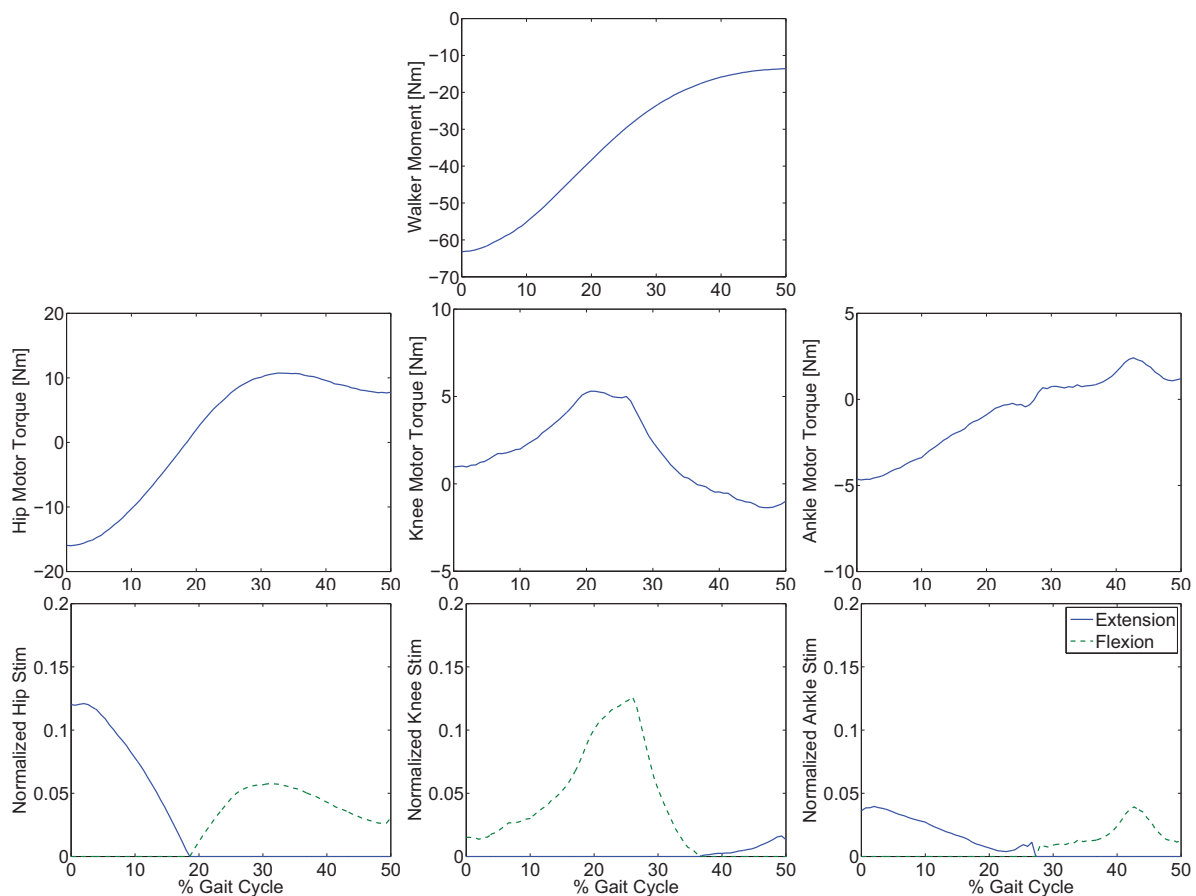 Walker Moment [Nm]
0
−10
−20
−30
−40
−50
−60
−70
0 10 20 30 40 50
Hip Motor Torque [Nm]
20
10
0
−10
−20
0 10 20 30 40 50
Knee Motor Torque [Nm]
10
5
0
−5
0 10 20 30 40 50
Ankle Motor Torque [Nm]
5
0
−5
−10
0 10 20 30 40 50
Normalized Hip Stim
0.2
0.15
0.1
0.05
0
0 10 20 30 40 50
% Gait Cycle
Normalized Knee Stim
0.2
0.15
0.1
0.05
0
0 10 20 30 40 50
% Gait Cycle
Normalized Ankle Stim
0.2
0.15
0.1
0.05
0
Extension
Flexion
0 10 20 30 40 50
% Gait Cycle